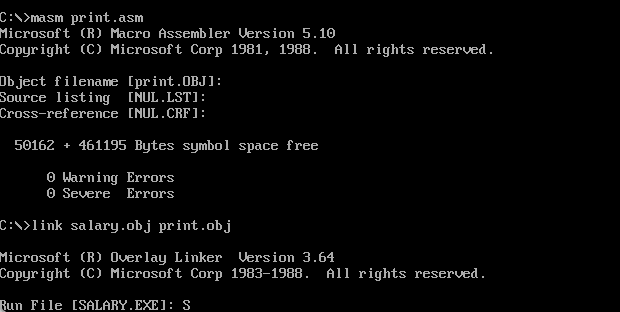 C:\>masm print.asm
Microsoft (R) Macro Assembler Version 5.10
Copyright (C) Microsoft Corp 1981, 1988.  All rights reserved.
Object filename [print.OBJ]:
Source listing  [NUL.LST]:
Cross-reference [NUL.CRF]:
50162 + 461195 Bytes symbol space free
0 Warning Errors
0 Severe  Errors
C:\>link salary.obj print.obj
Microsoft (R) Overlay Linker  Version 3.64
Copyright (C) Microsoft Corp 1983-1988.  All rights reserved.
Run File [SALARY.EXE]: S